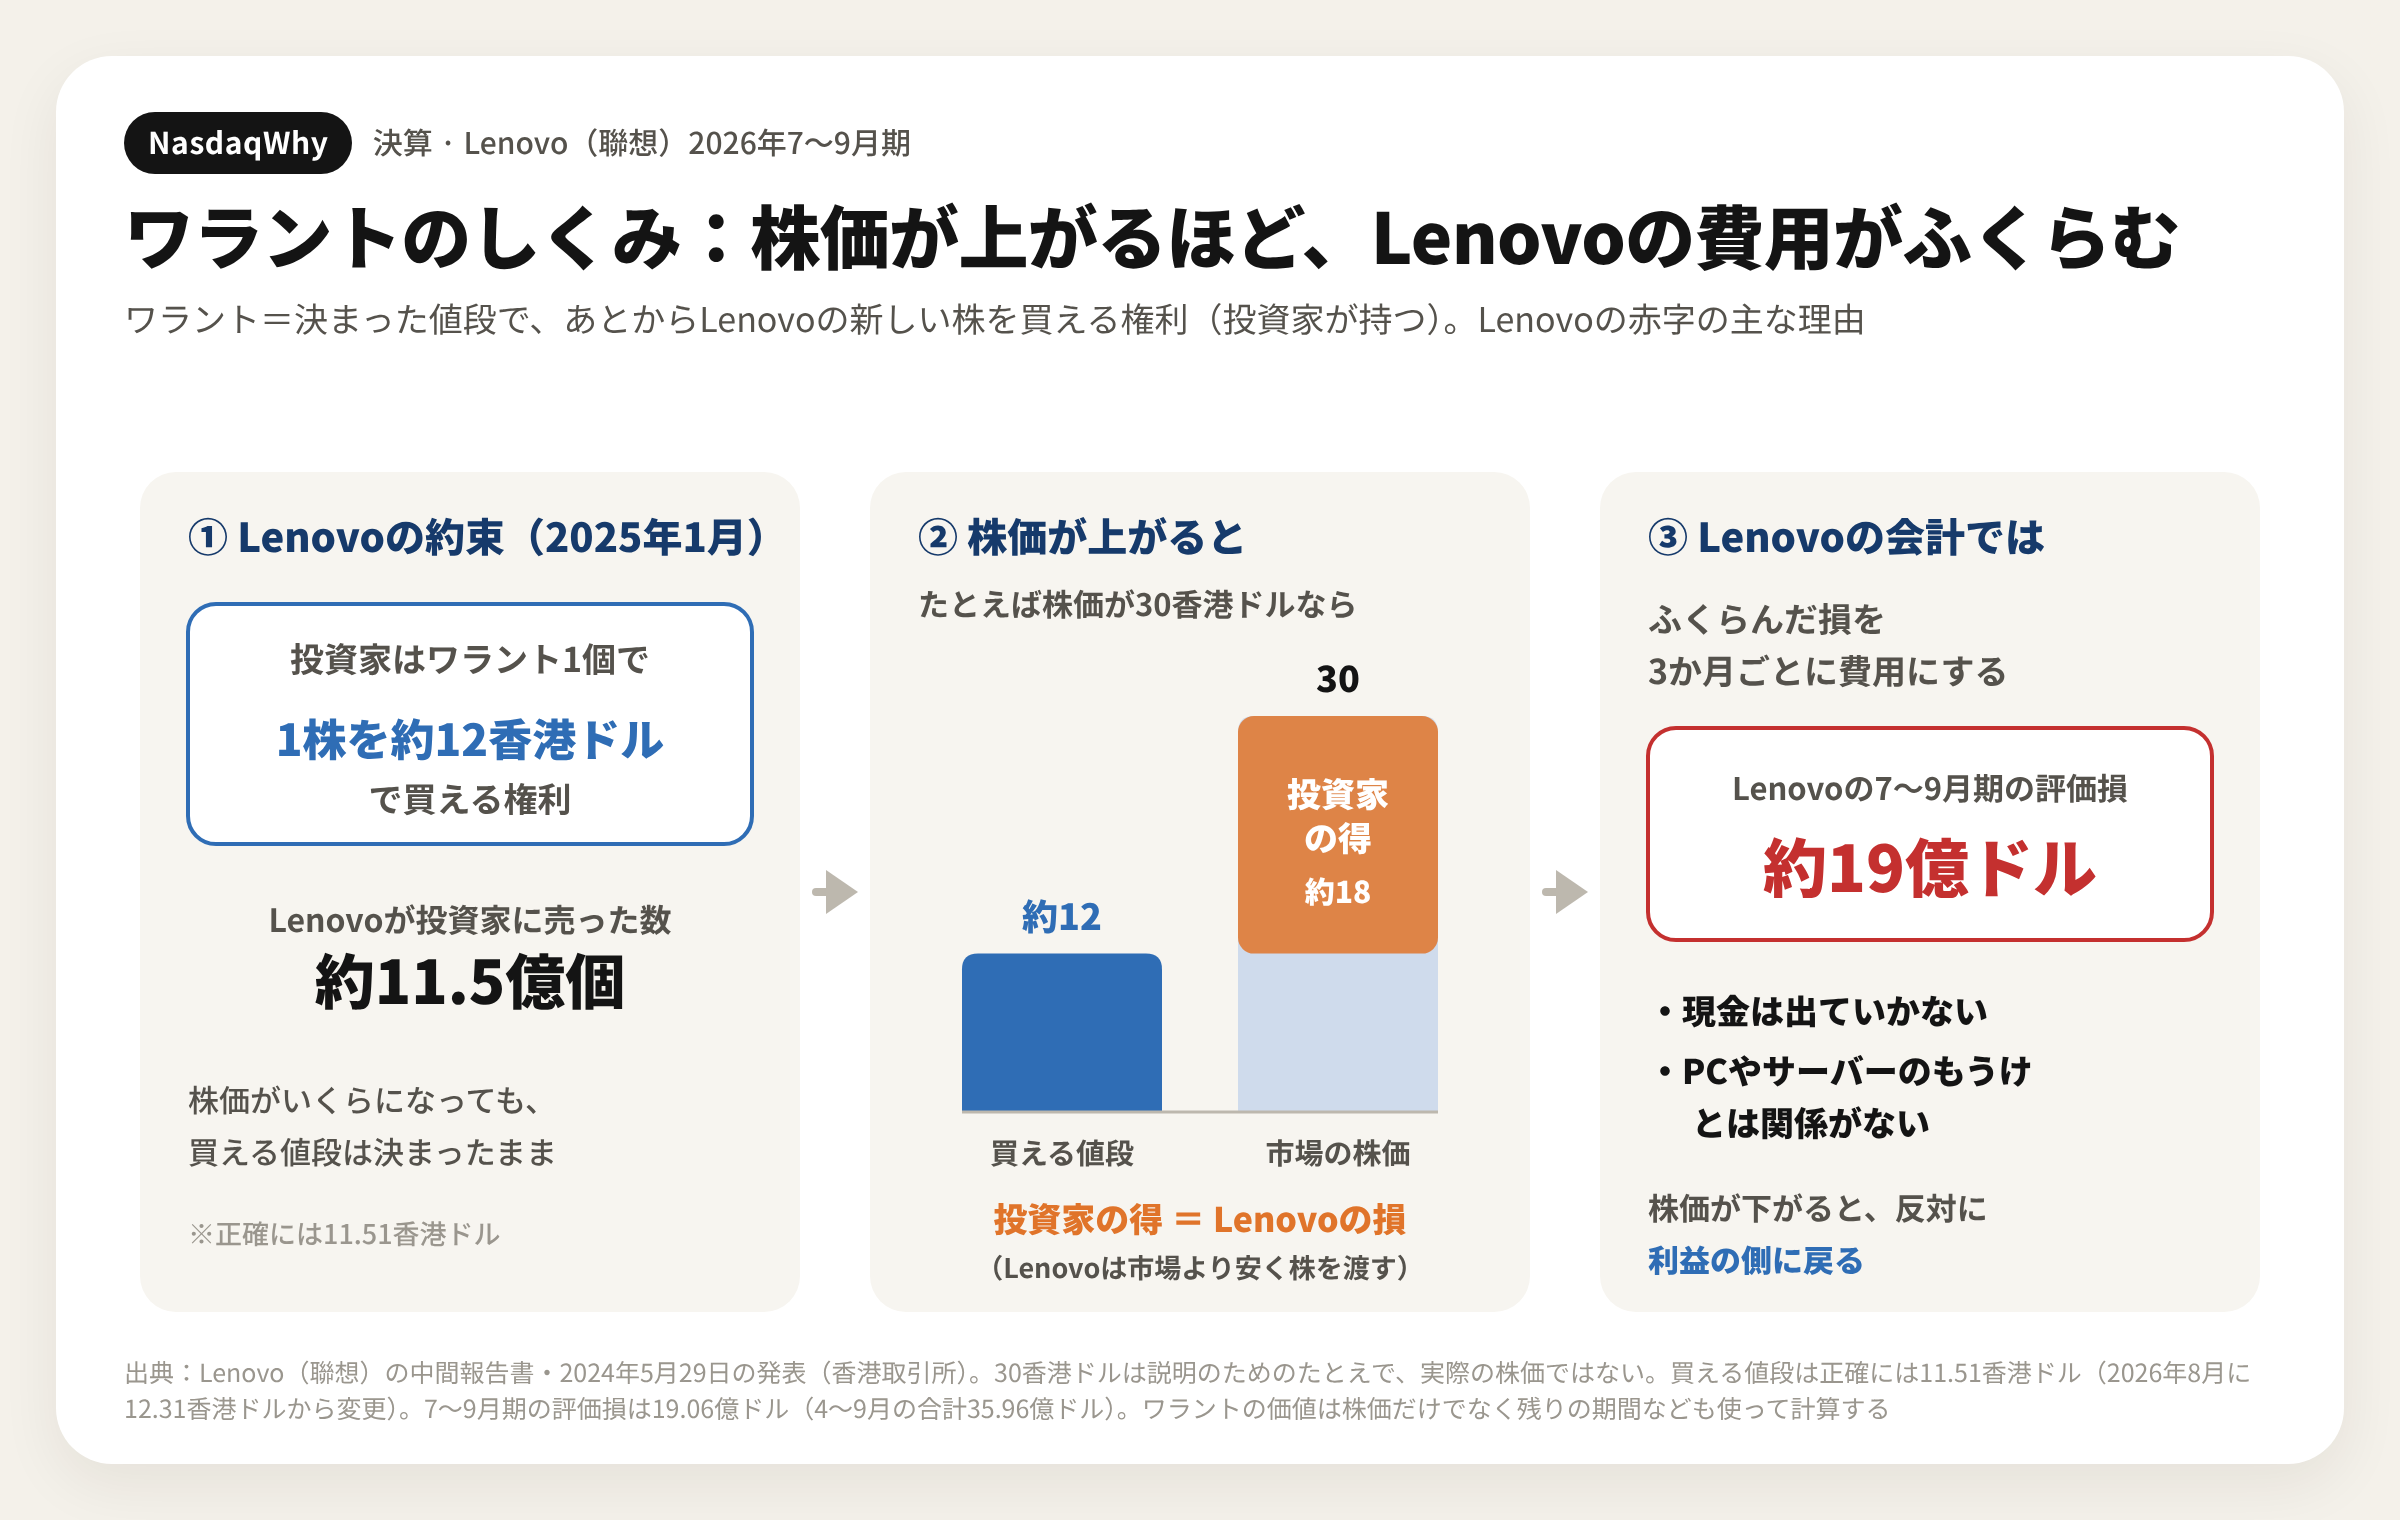 NasdaqWhy
決算 · Lenovo（聯想）2026年7〜9月期
ワラントのしくみ：株価が上がるほど、Lenovoの費用がふくらむ
ワラント＝決まった値段で、あとからLenovoの新しい株を買える権利（投資家が持つ）。Lenovoの赤字の主な理由
① Lenovoの約束（2025年1月）
投資家はワラント1個で
1株を約12香港ドル
で買える権利
Lenovoが投資家に売った数
約11.5億個
株価がいくらになっても、
買える値段は決まったまま
※正確には11.51香港ドル
② 株価が上がると
たとえば株価が30香港ドルなら
30
投資家
の得
約18
約12
買える値段
市場の株価
投資家の得 ＝ Lenovoの損
（Lenovoは市場より安く株を渡す）
③ Lenovoの会計では
ふくらんだ損を
3か月ごとに費用にする
Lenovoの7〜9月期の評価損
約19億ドル
・現金は出ていかない
・PCやサーバーのもうけ
とは関係がない
株価が下がると、反対に
利益の側に戻る
出典：Lenovo（聯想）の中間報告書・2024年5月29日の発表（香港取引所）。30香港ドルは説明のためのたとえで、実際の株価ではない。買える値段は正確には11.51香港ドル（2026年8月に
12.31香港ドルから変更）。7〜9月期の評価損は19.06億ドル（4〜9月の合計35.96億ドル）。ワラントの価値は株価だけでなく残りの期間なども使って計算する